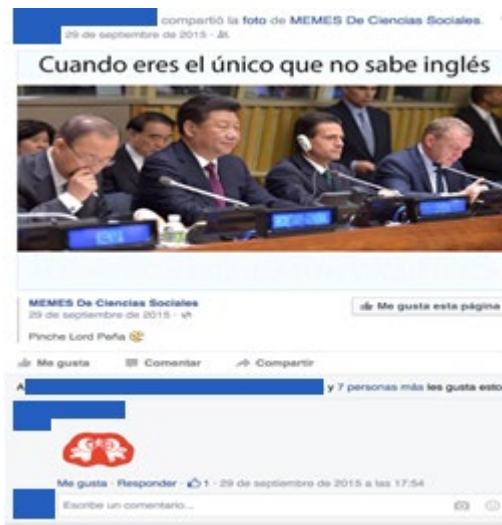 compartió la foto de MEMES De Ciencias Sociales.
29 de septiembre de 2015 ·
Cuando eres el único que no sabe inglés
MEMES De Ciencias Sociales
29 de septiembre de 2015 ·
Me gusta esta página
Pinche Lord Peña
Me gusta Comentar Compartir
A y 7 personas más les gusta esto.
Me gusta · Responder · 1 · 29 de septiembre de 2015 a las 17:54
Escribe un comentario...